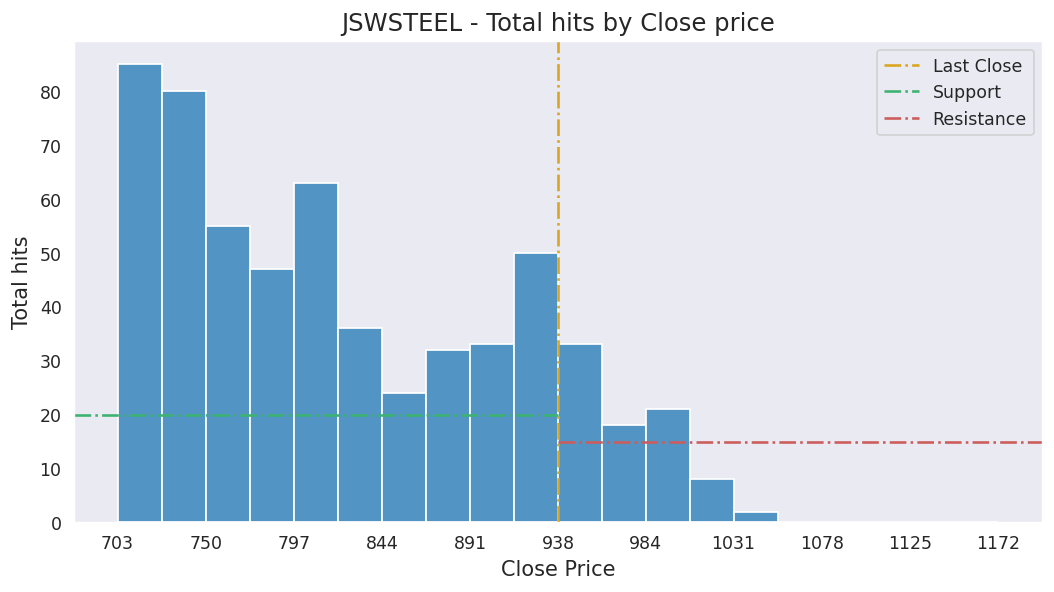 JSWSTEEL - Total hits by Close price
Last Close
Support
Resistance
Total hits
80
70
60
50
40
30
20
10
0
703 750 797 844 891 938 984 1031 1078 1125 1172
Close Price